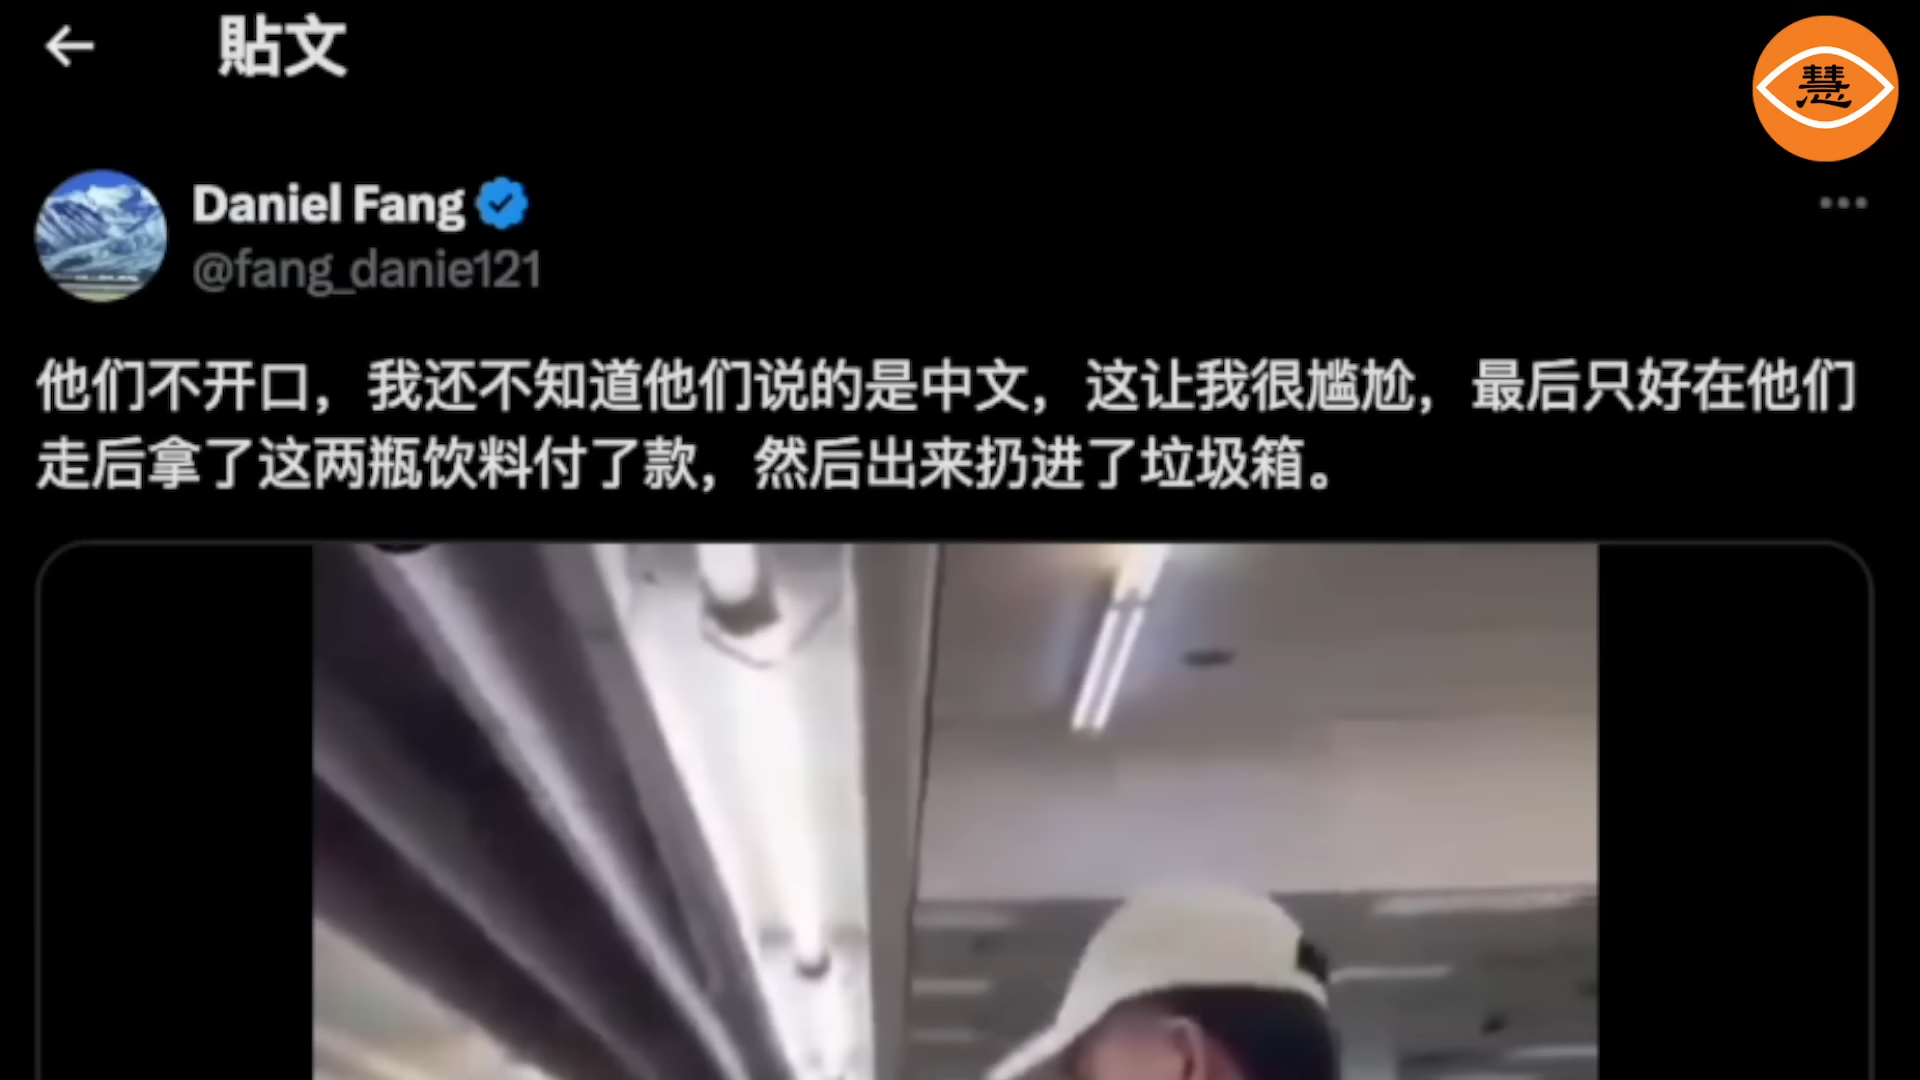 貼文
慧
Daniel Fang
@fang_danie121
他们不开口，我还不知道他们说的是中文，这让我很尴尬，最后只好在他们
走后拿了这两瓶饮料付了款，然后出来扔进了垃圾箱。